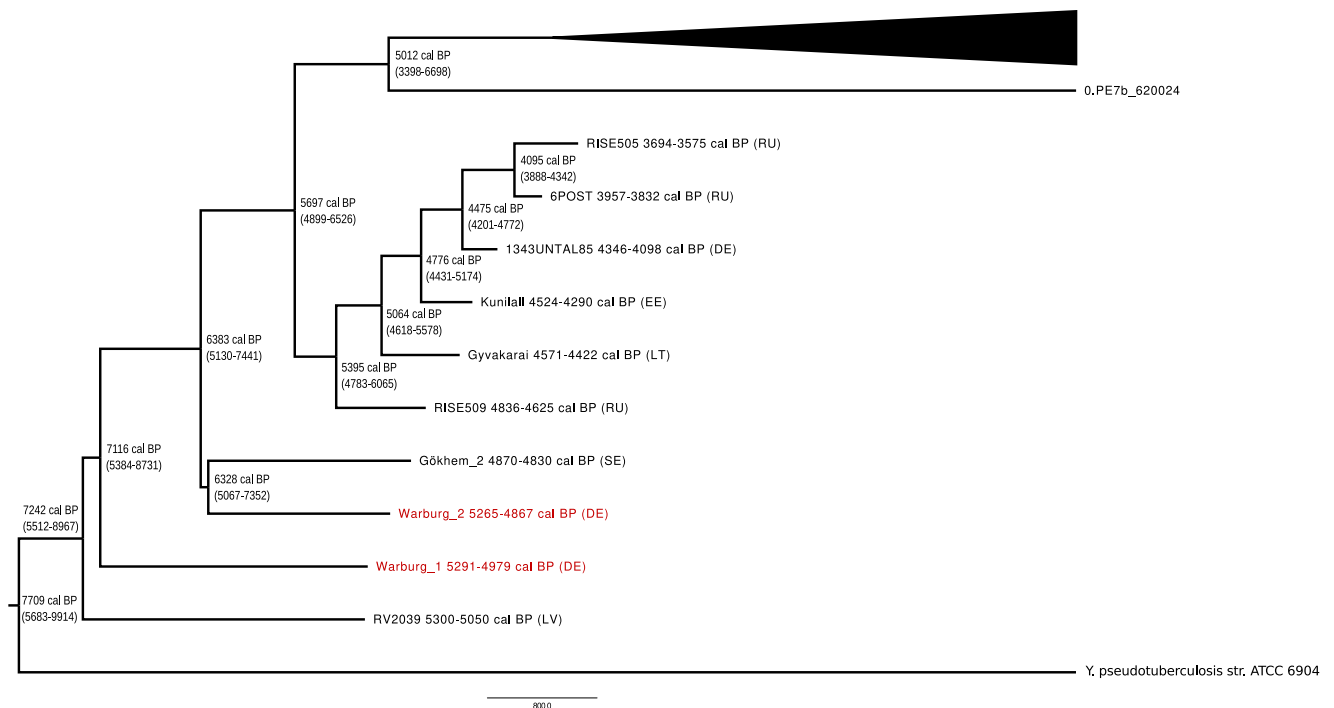 5012 cal BP
(3398-6698)
0.PE7b_620024
RISE505 3694-3575 cal BP (RU)
4095 cal BP
(3888-4342)
6POST 3957-3832 cal BP (RU)
5697 cal BP
(4899-6526)
4475 cal BP
(4201-4772)
1343UNTAL85 4346-4098 cal BP (DE)
4776 cal BP
(4431-5174)
Kunilall 4524-4290 cal BP (EE)
5064 cal BP
(4618-5578)
6383 cal BP
(5130-7441)
Gyvakarai 4571-4422 cal BP (LT)
5395 cal BP
(4783-6065)
RISE509 4836-4625 cal BP (RU)
7116 cal BP
(5384-8731)
Gökhem_2 4870-4830 cal BP (SE)
6328 cal BP
(5067-7352)
7242 cal BP
(5512-8967)
Warburg_2 5265-4867 cal BP (DE)
Warburg_1 5291-4979 cal BP (DE)
7709 cal BP
(5683-9914)
RV2039 5300-5050 cal BP (LV)
Y. pseudotuberculosis str. ATCC 6904
800.0